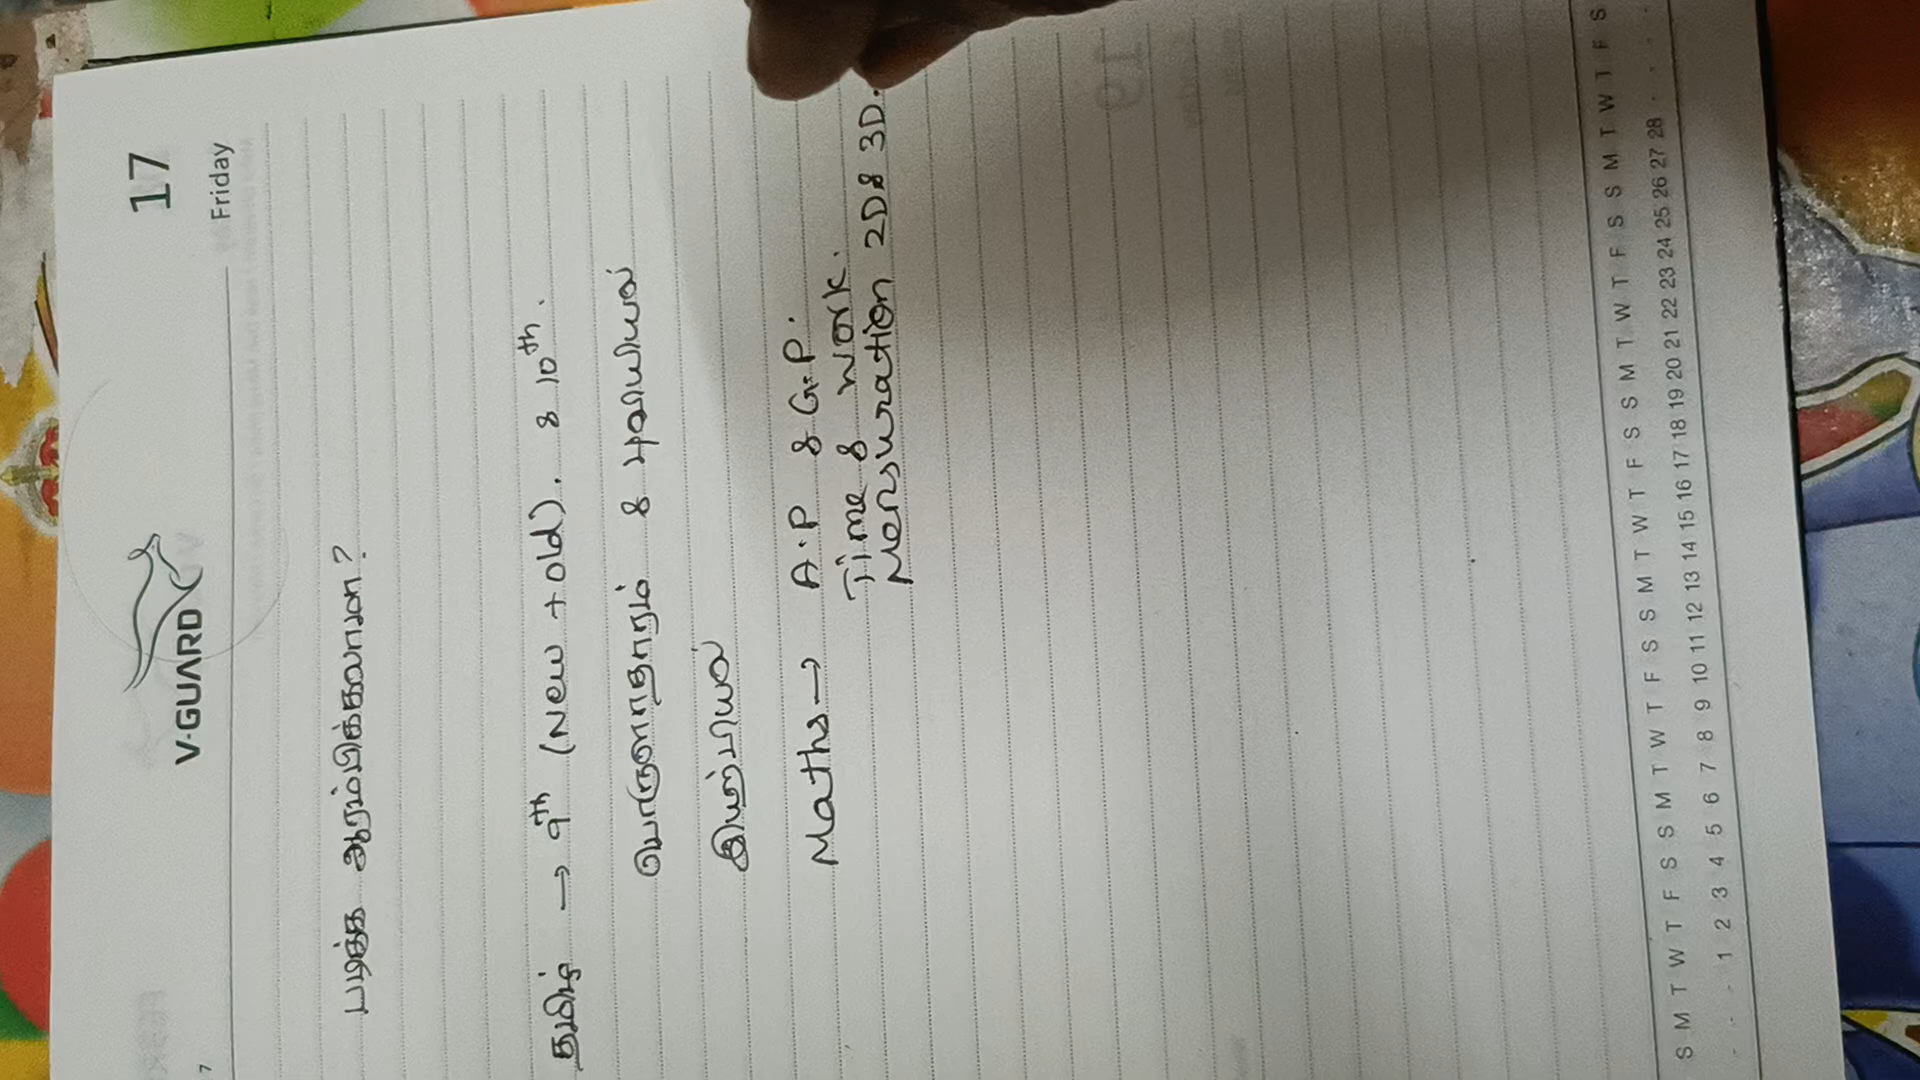 17
Friday
V-GUARD
7
படிக்க ஆரம்பிக்கலாமா?
தமிழ் → 9th (New + old). & 10th.
பொருளாதாரம் & புவியியல்
இயற்பியல்
Maths → A.P & G.P.
Time & Work.
Mensuration 2D & 3D.
S M T W T F S S M T W T F S S M T W T F S S M T W T F S S M T W T F S
1 2 3 4 5 6 7 8 9 10 11 12 13 14 15 16 17 18 19 20 21 22 23 24 25 26 27 28